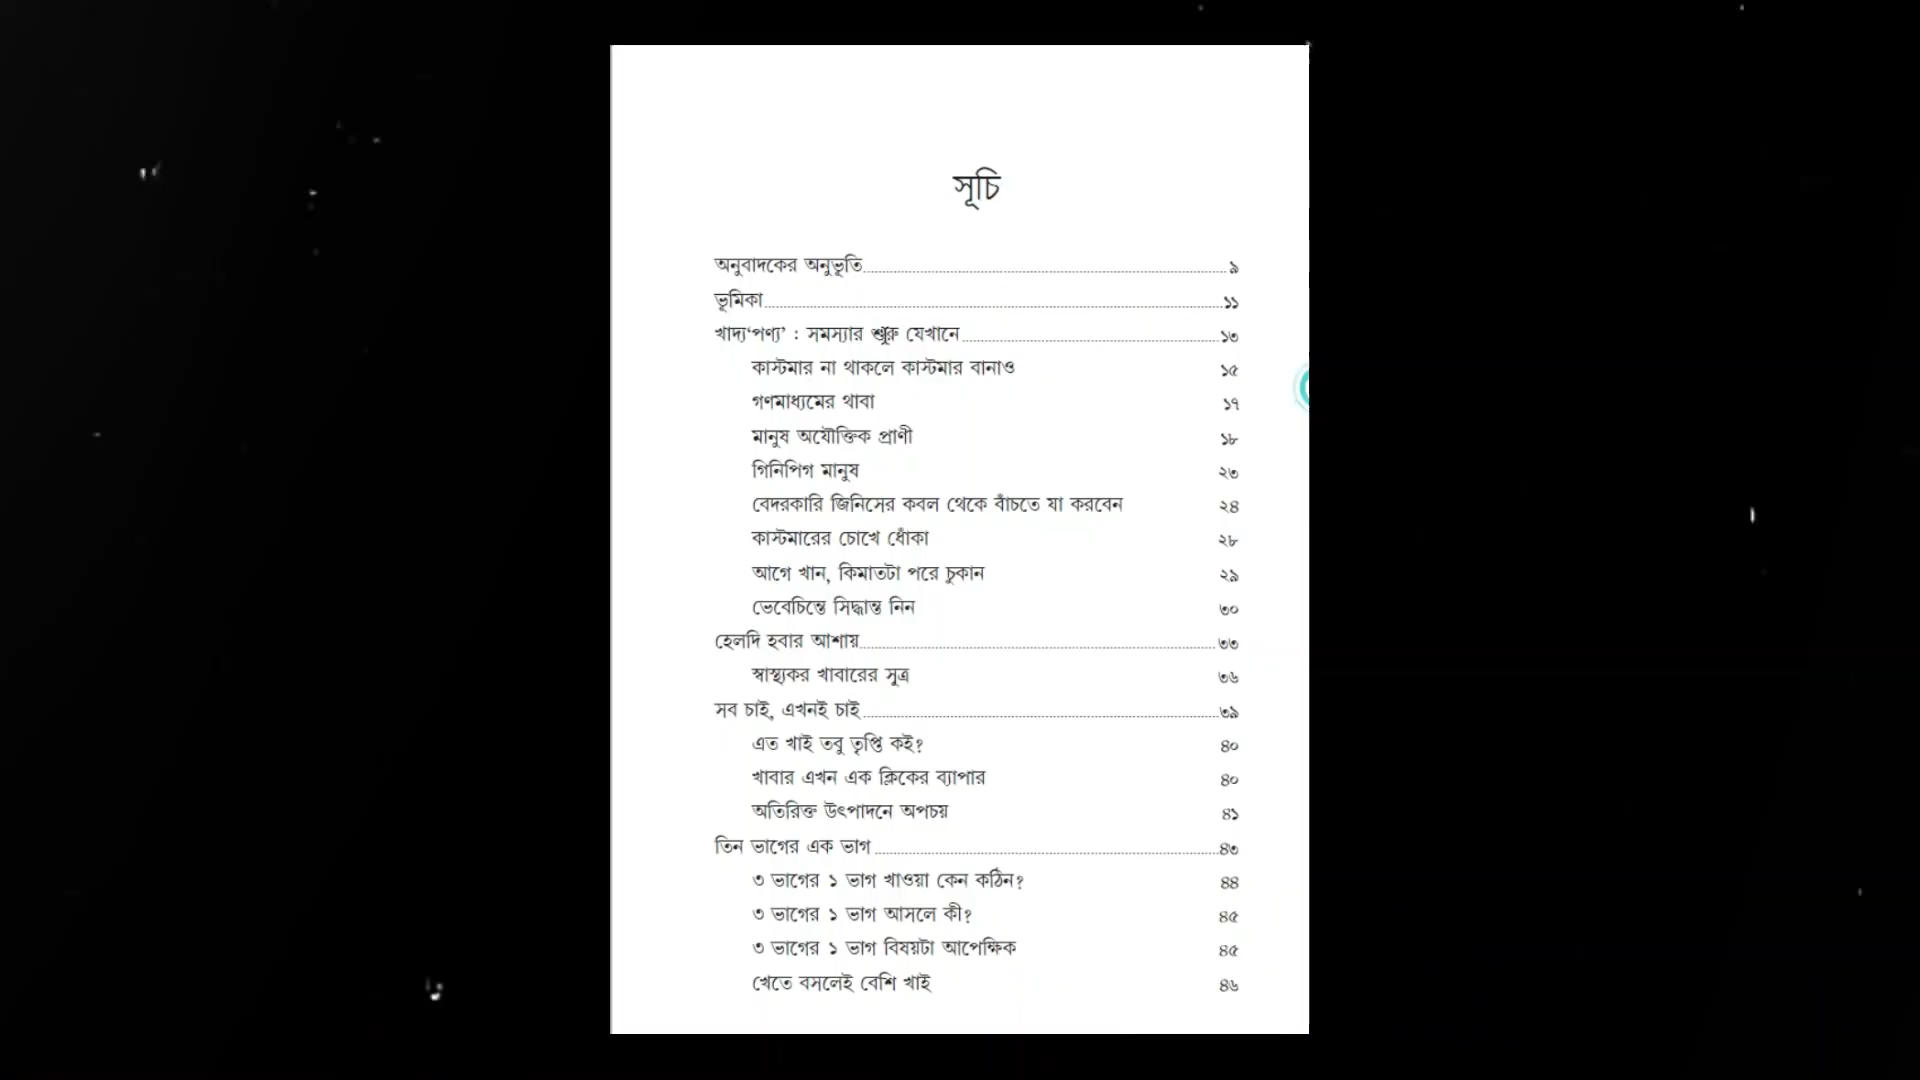 সূচি
অনুবাদকের অনুভূতি ৯
ভূমিকা ১১
খাদ্য‘পণ্য’ : সমস্যার শুরু যেখানে ১৩
কাস্টমার না থাকলে কাস্টমার বানাও ১৫
গণমাধ্যমের থাবা ১৭
মানুষ অযৌক্তিক প্রাণী ১৮
গিনিপিগ মানুষ ২৩
বেদরকারি জিনিসের কবল থেকে বাঁচতে যা করবেন ২৪
কাস্টমারের চোখে ধোঁকা ২৮
আগে খান, কিমাতটা পরে চুকান ২৯
ভেবেচিন্তে সিদ্ধান্ত নিন ৩০
হেলদি হবার আশায় ৩৩
স্বাস্থ্যকর খাবারের সূত্র ৩৬
সব চাই, এখনই চাই ৩৯
এত খাই তবু তৃপ্তি কই? ৪০
খাবার এখন এক ক্লিকের ব্যাপার ৪০
অতিরিক্ত উৎপাদনে অপচয় ৪১
তিন ভাগের এক ভাগ ৪৩
৩ ভাগের ১ ভাগ খাওয়া কেন কঠিন? ৪৪
৩ ভাগের ১ ভাগ আসলে কী? ৪৫
৩ ভাগের ১ ভাগ বিষয়টা আপেক্ষিক ৪৫
খেতে বসলেই বেশি খাই ৪৬